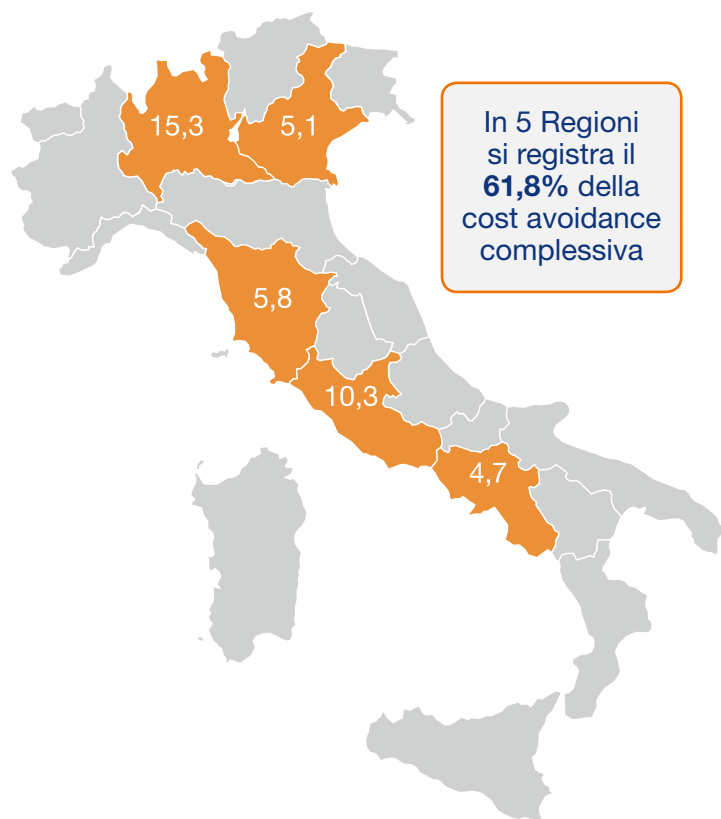 15,3
5,1
In 5 Regioni
si registra il
61,8% della
cost avoidance
complessiva
5,8
10,3
4,7